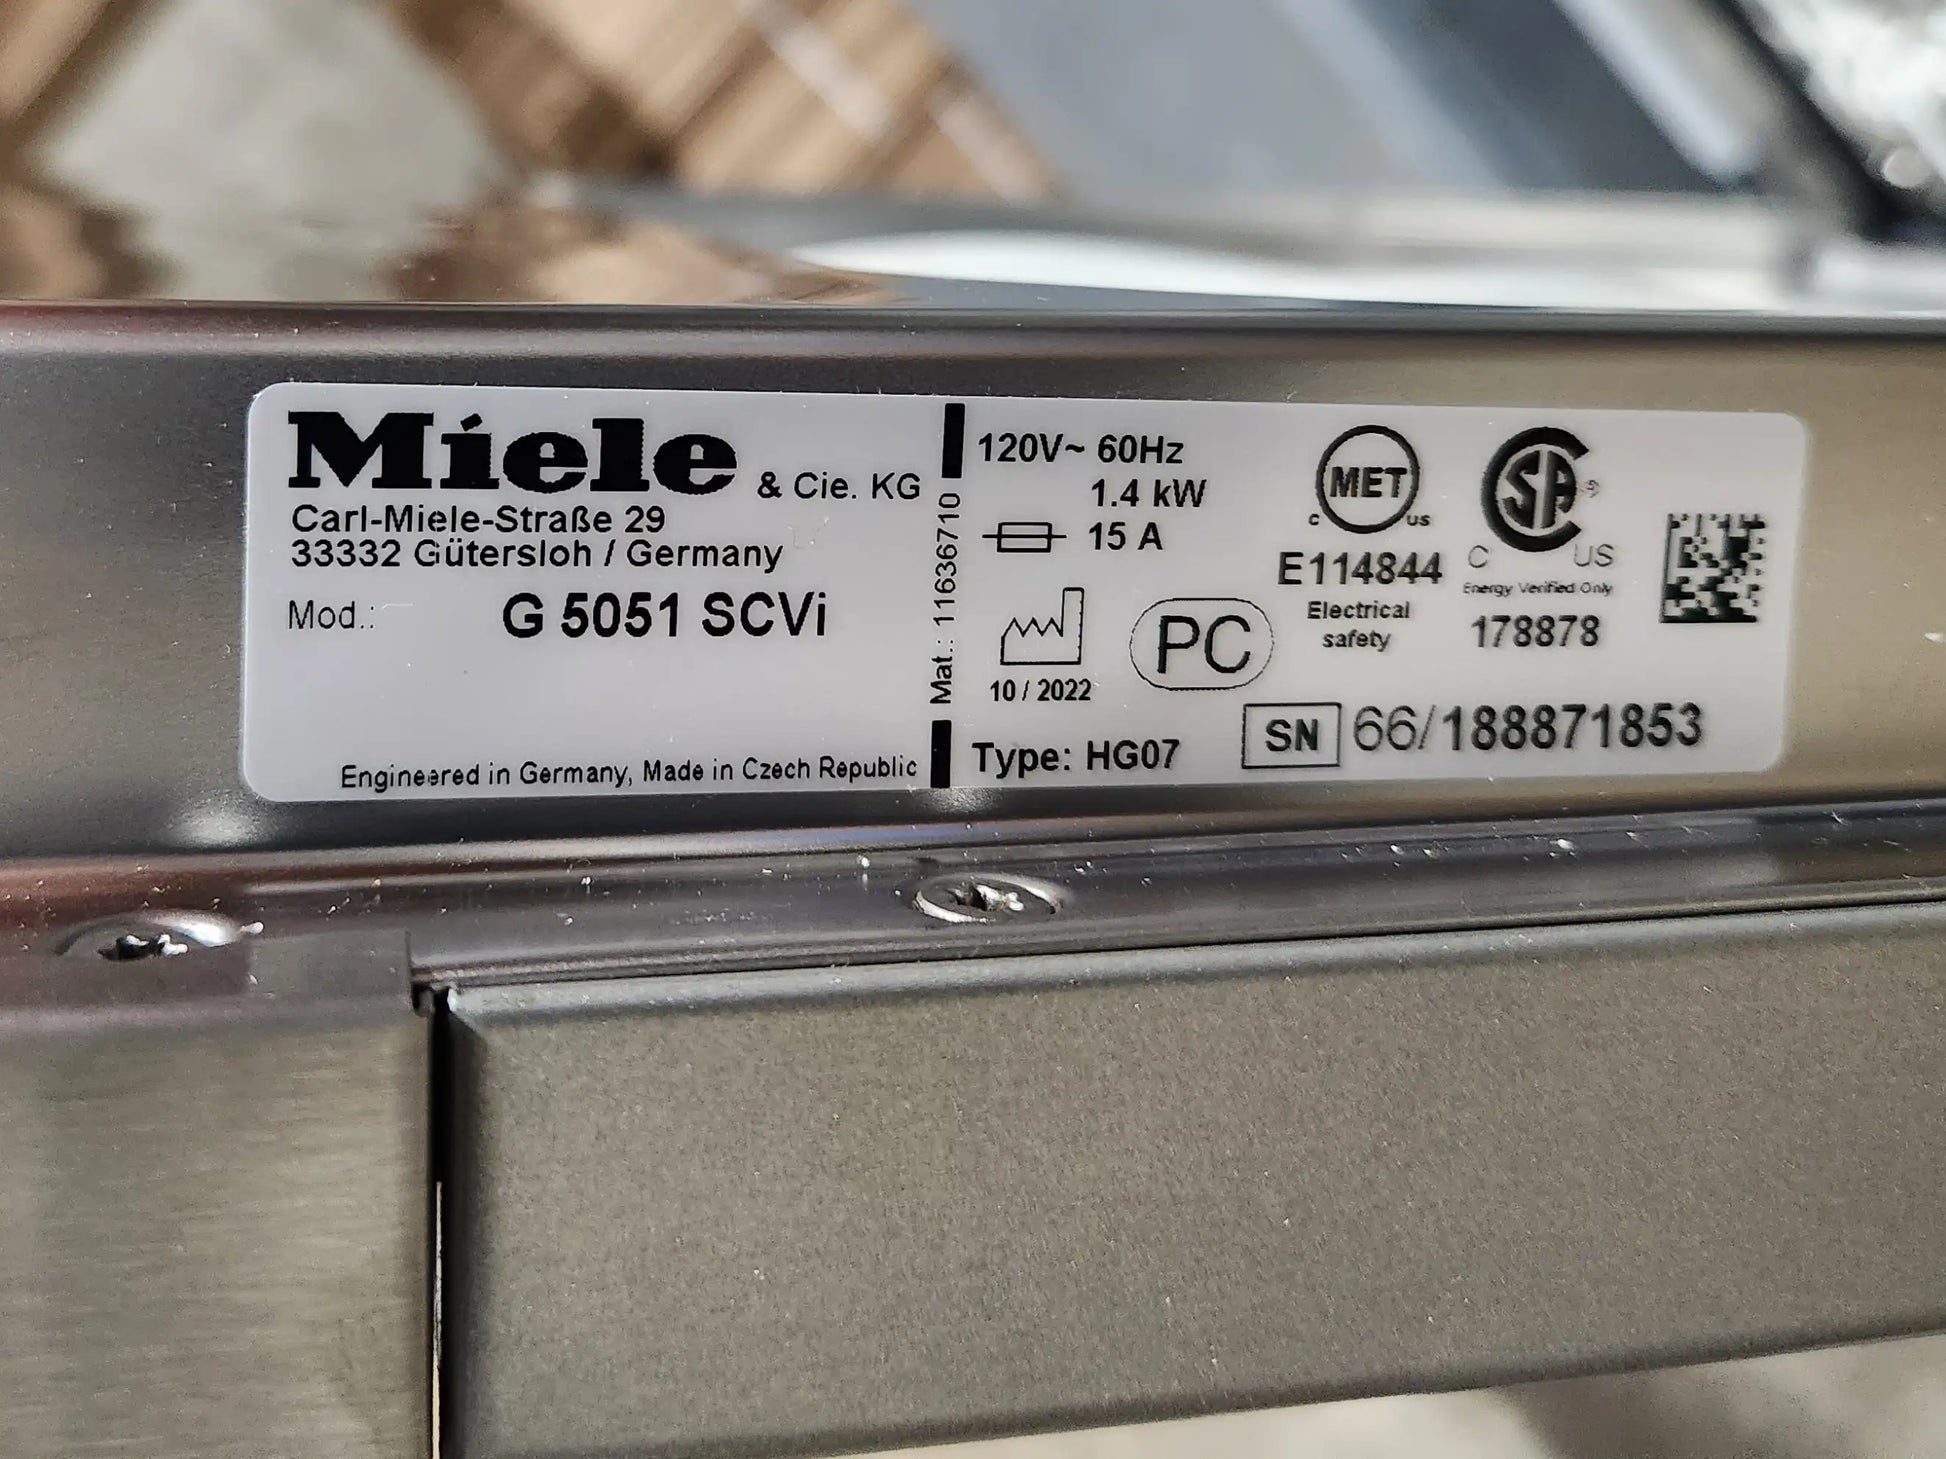 Miele & Cie. KG
Carl-Miele-Straße 29
33332 Gütersloh / Germany
Mod.: G 5051 SCVi
Engineered in Germany, Made in Czech Republic
Mat.: 11636710
120V~ 60Hz
1.4 kW
15 A
10 / 2022
PC
Type: HG07
MET
C US
E114844
Electrical
safety
SA ®
C US
Energy Verified Only
178878
SN 66/188871853